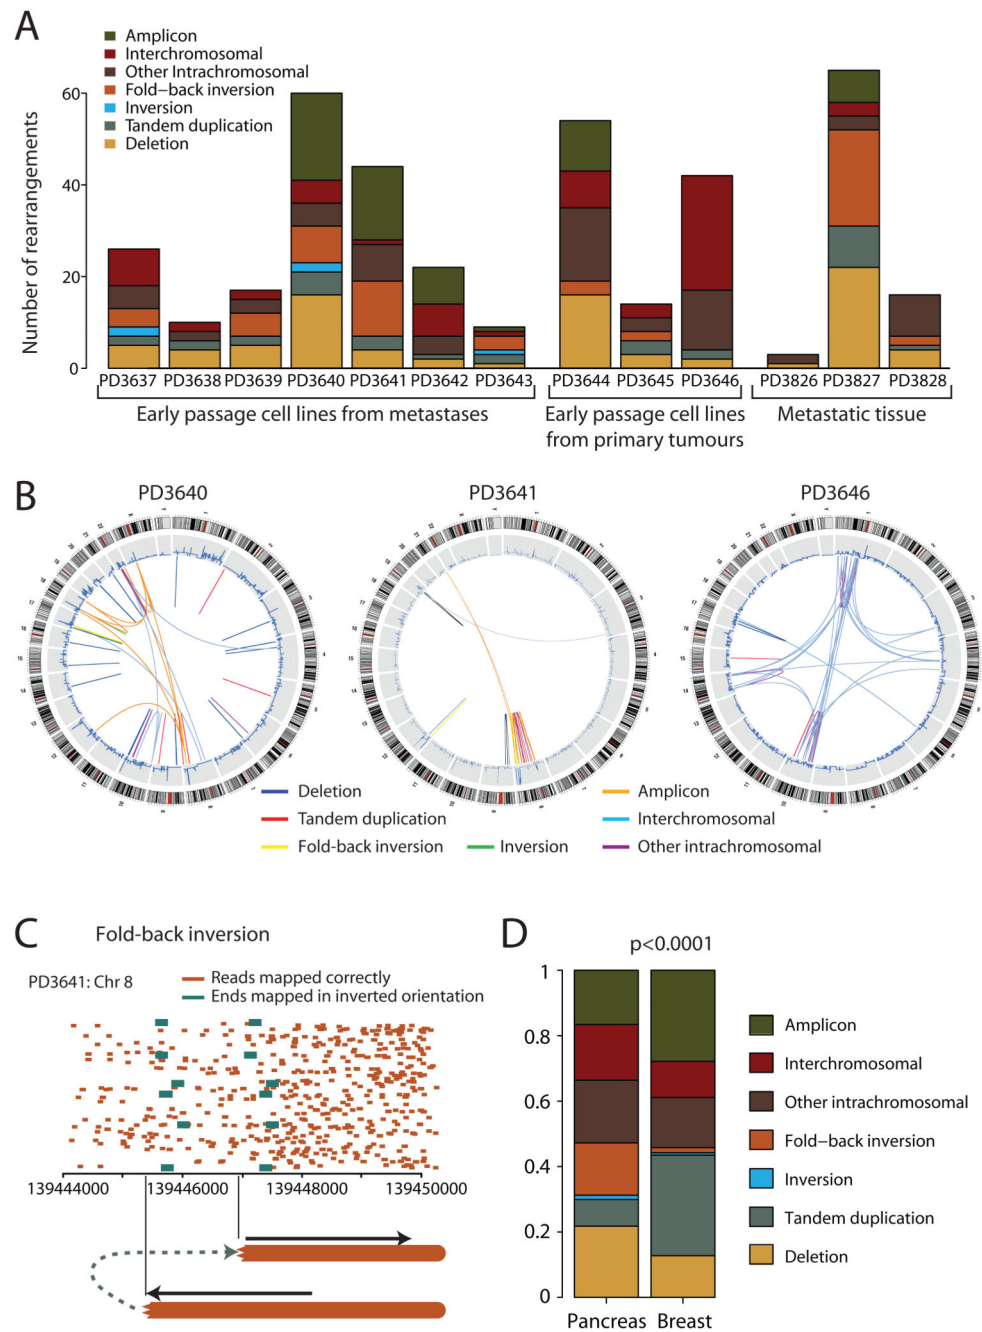 A
Amplicon
Interchromosomal
Other Intrachromosomal
Fold−back inversion
Inversion
Tandem duplication
Deletion
Number of rearrangements
60
40
20
0
PD3637 PD3638 PD3639 PD3640 PD3641 PD3642 PD3643 PD3644 PD3645 PD3646 PD3826 PD3827 PD3828
Early passage cell lines from metastases
Early passage cell lines
from primary tumours
Metastatic tissue
B
PD3640 PD3641 PD3646
Deletion
Tandem duplication
Fold-back inversion
Inversion
Amplicon
Interchromosomal
Other intrachromosomal
C
Fold-back inversion
PD3641: Chr 8
Reads mapped correctly
Ends mapped in inverted orientation
139444000 139446000 139448000 139450000
D
p<0.0001
1
0.8
0.6
0.4
0.2
0
Pancreas Breast
Amplicon
Interchromosomal
Other intrachromosomal
Fold−back inversion
Inversion
Tandem duplication
Deletion